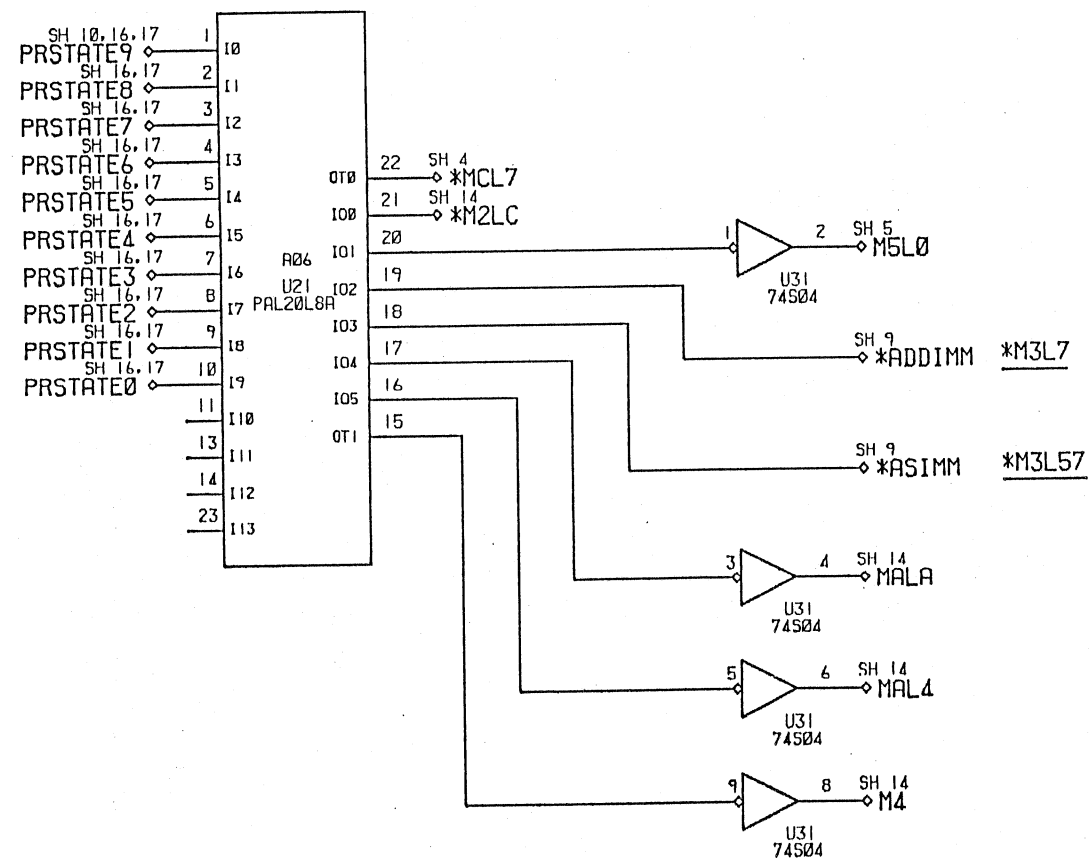 SH 10,16,17
PRSTATE9 1 I0
SH 16,17
PRSTATE8 2 I1
SH 16,17
PRSTATE7 3 I2
SH 16,17
PRSTATE6 4 I3
SH 16,17
PRSTATE5 5 I4
SH 16,17
PRSTATE4 6 I5
SH 16,17
PRSTATE3 7 I6
SH 16,17
PRSTATE2 8 I7
SH 16,17
PRSTATE1 9 I8
SH 16,17
PRSTATE0 10 I9
11 I10
13 I11
14 I12
23 I13
A06
U21
PAL20L8A
OT0 22 SH 4
*MCL7
IO0 21 SH 14
*M2LC
IO1 20
IO2 19
IO3 18
IO4 17
IO5 16
OT1 15
1 2 SH 5
M5L0
U31
74S04
SH 9
*ADDIMM *M3L7
SH 9
*ASIMM *M3L57
3 4 SH 14
MALA
U31
74S04
5 6 SH 14
MAL4
U31
74S04
9 8 SH 14
M4
U31
74S04